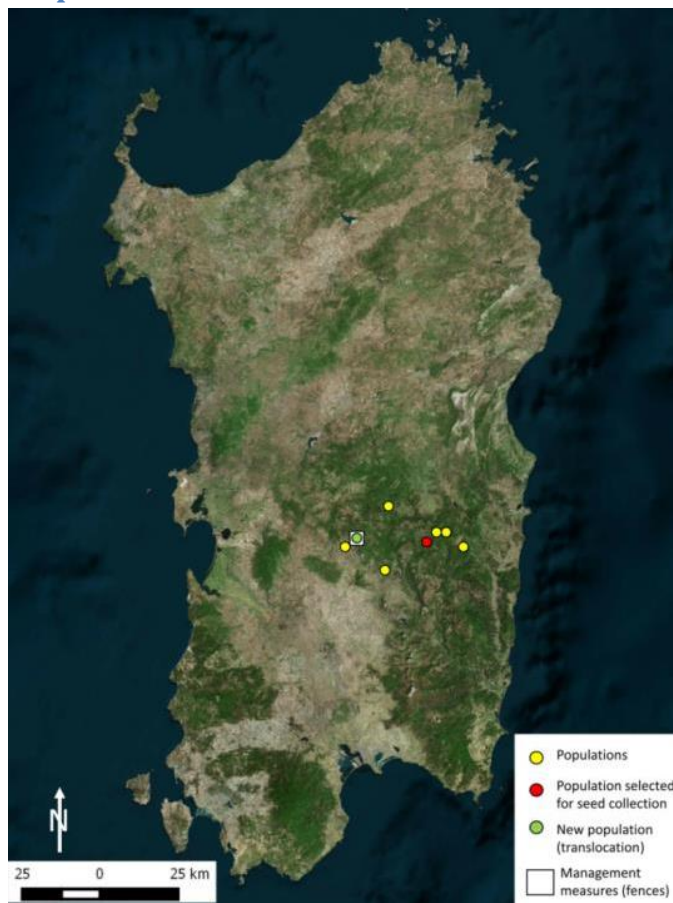 Populations
Population selected
for seed collection
New population
(translocation)
Management
measures (fences)
N
25 0 25 km